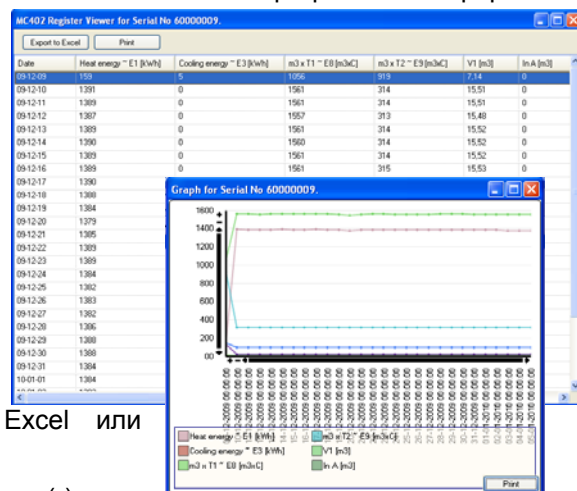 MC402 Register Viewer for Serial No 60000009.
Export to Excel Print
Date Heat energy ~ E1 [kWh] Cooling energy ~ E3 [kWh] m3 x T1 ~ E8 [m3xC] m3 x T2 ~ E9 [m3xC] V1 [m3] In A [m3]
09-12-09 159 5 1056 919 7,14 0
09-12-10 1391 0 1561 314 15,51 0
09-12-11 1389 0 1561 314 15,51 0
09-12-12 1387 0 1557 313 15,48 0
09-12-13 1389 0 1561 314 15,52 0
09-12-14 1390 0 1560 314 15,52 0
09-12-15 1389 0 1561 314 15,52 0
09-12-16 1389 0 1561 315 15,53 0
09-12-17 1390
09-12-18 1388
09-12-19 1384
09-12-20 1379
09-12-21 1385
09-12-22 1389
09-12-23 1389
09-12-24 1384
09-12-25 1382
09-12-26 1383
09-12-27 1382
09-12-28 1386
09-12-29 1388
09-12-30 1388
09-12-31 1384
10-01-01 1384
Graph for Serial No 60000009.
1600
1400
1200
1000
800
600
400
200
00
Heat energy ~ E1 [kWh] m3 x T2 ~ E9 [m3xC]
Cooling energy ~ E3 [kWh] V1 [m3]
m3 x T1 ~ E8 [m3xC] In A [m3]
Print
Excel или